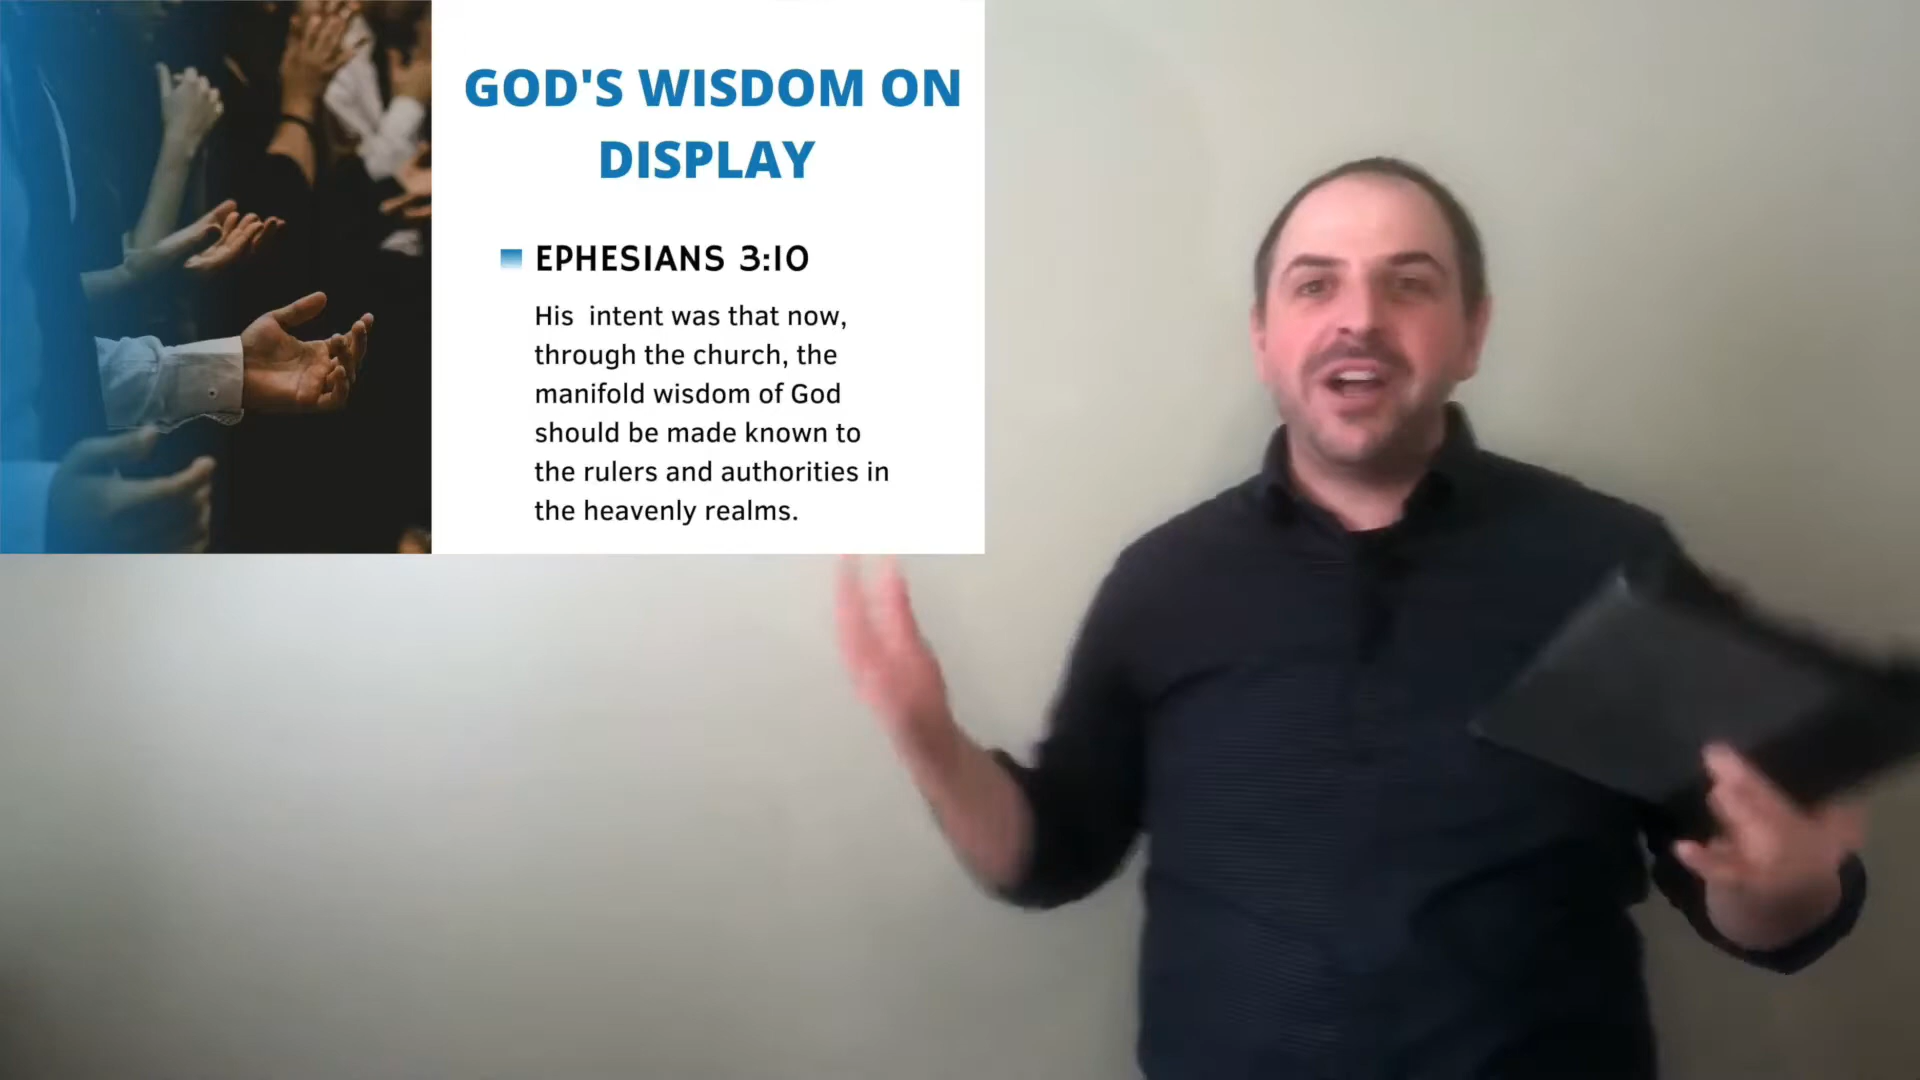 GOD'S WISDOM ON
DISPLAY
EPHESIANS 3:10
His intent was that now,
through the church, the
manifold wisdom of God
should be made known to
the rulers and authorities in
the heavenly realms.